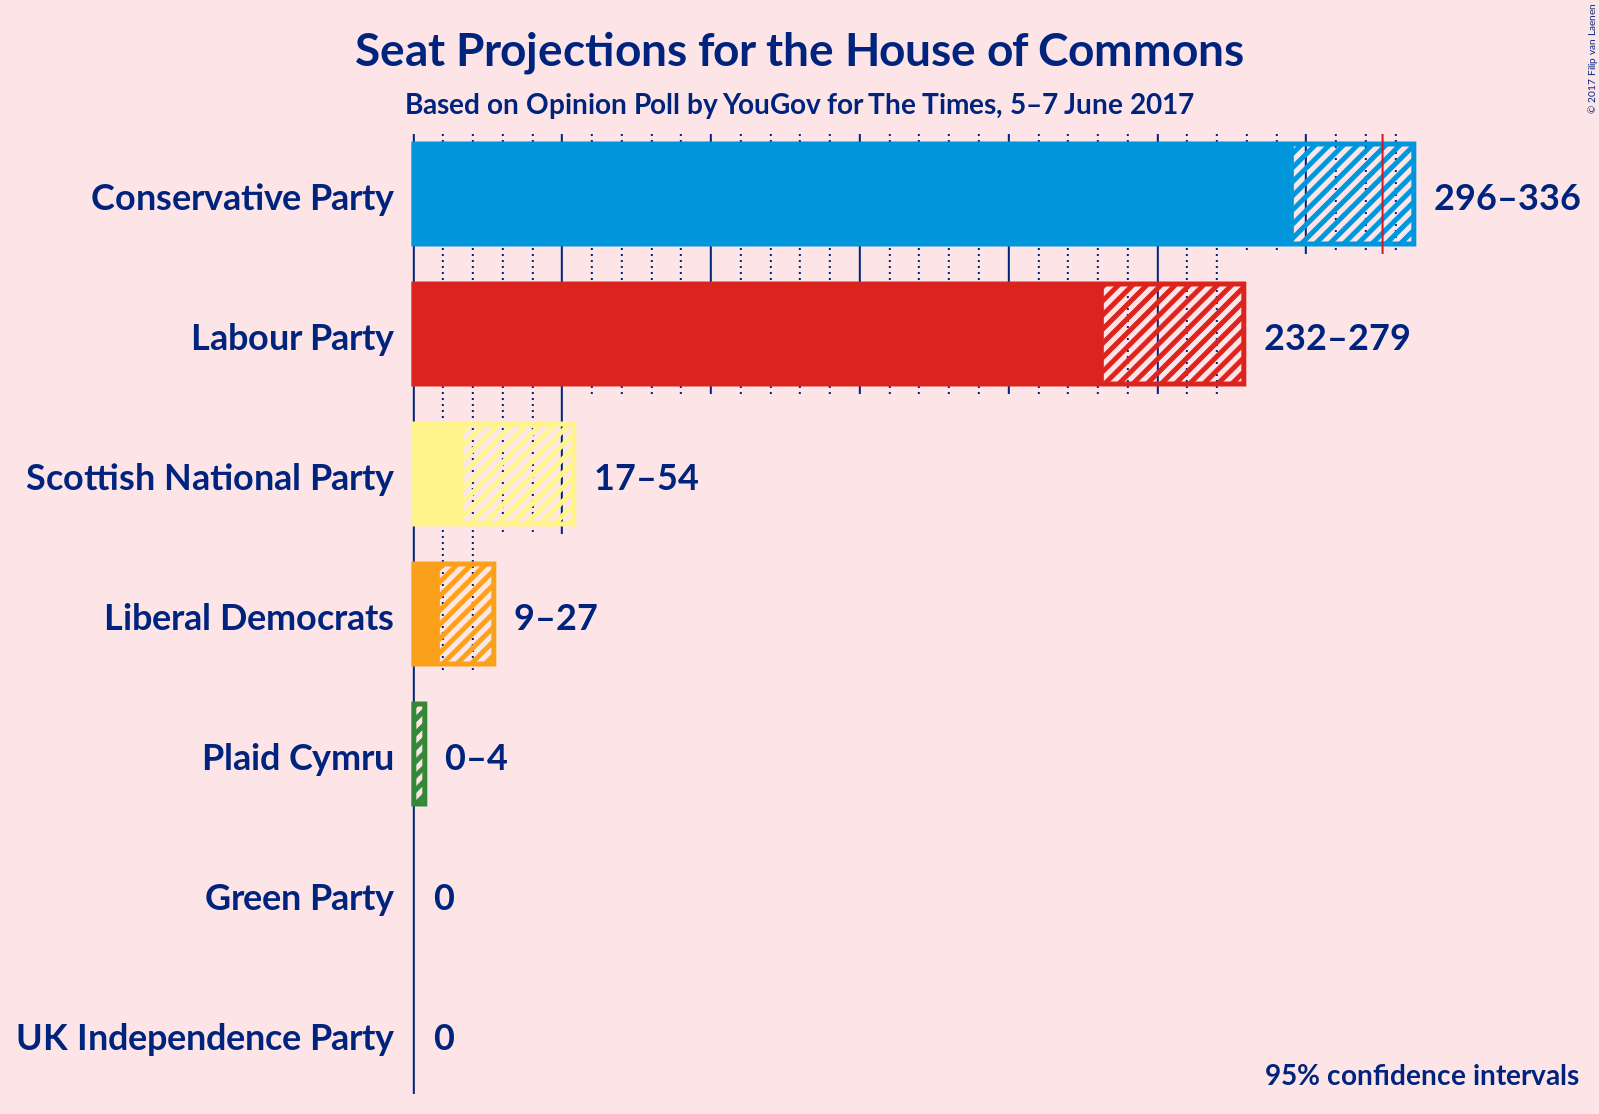 Seat Projections for the House of Commons
Based on Opinion Poll by YouGov for The Times, 5–7 June 2017
© 2017 Filip van Laenen
Conservative Party 296–336
Labour Party 232–279
Scottish National Party 17–54
Liberal Democrats 9–27
Plaid Cymru 0–4
Green Party 0
UK Independence Party 0
95% confidence intervals